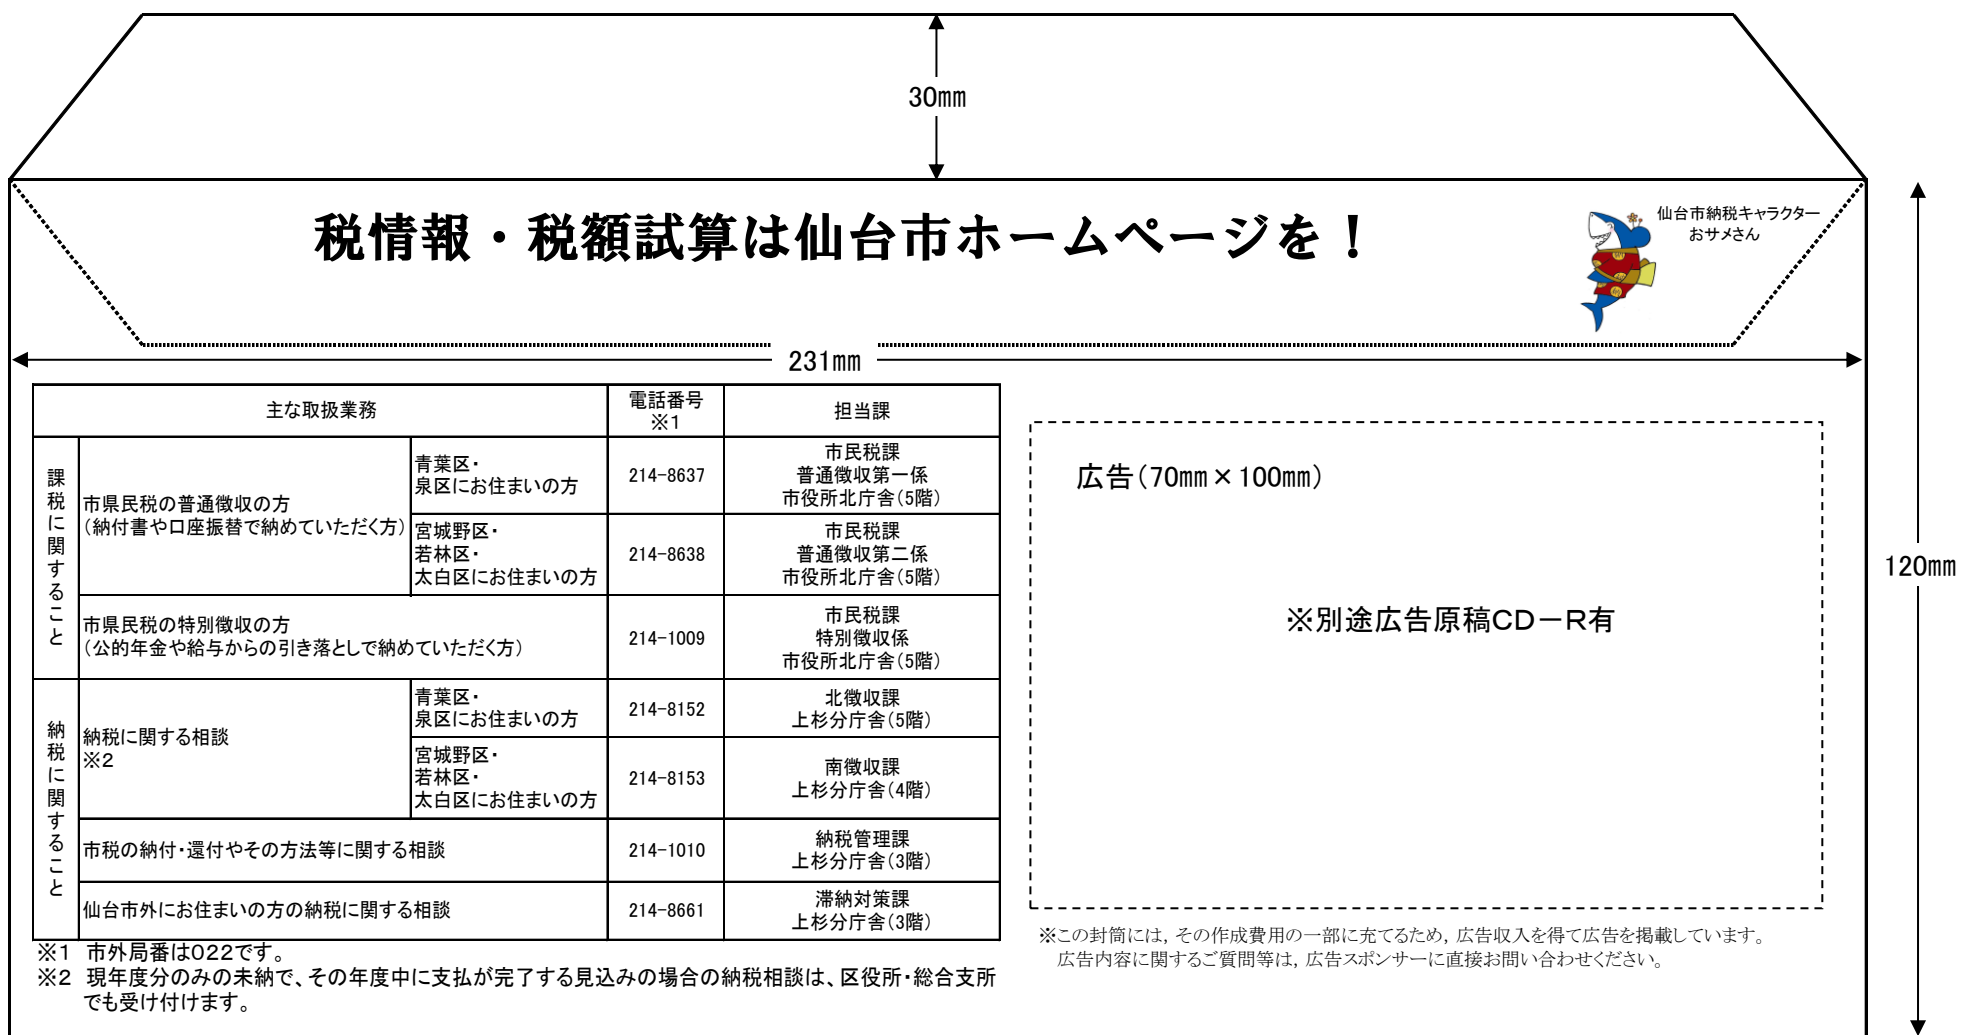 30㎜
税情報・税額試算は仙台市ホームページを！
仙台市納税キャラクター
おサメさん
231㎜
主な取扱業務
電話番号
※1
担当課
課税に関すること
市県民税の普通徴収の方
（納付書や口座振替で納めていただく方）
青葉区・
泉区にお住まいの方
214-8637
市民税課
普通徴収第一係
市役所北庁舎（5階）
宮城野区・
若林区・
太白区にお住まいの方
214-8638
市民税課
普通徴収第二係
市役所北庁舎（5階）
市県民税の特別徴収の方
（公的年金や給与からの引き落としで納めていただく方）
214-1009
市民税課
特別徴収係
市役所北庁舎（5階）
納税に関すること
納税に関する相談
※2
青葉区・
泉区にお住まいの方
214-8152
北徴収課
上杉分庁舎（5階）
宮城野区・
若林区・
太白区にお住まいの方
214-8153
南徴収課
上杉分庁舎（4階）
市税の納付・還付やその方法等に関する相談
214-1010
納税管理課
上杉分庁舎（3階）
仙台市外にお住まいの方の納税に関する相談
214-8661
滞納対策課
上杉分庁舎（3階）
※1　市外局番は022です。
※2　現年度分のみの未納で、その年度中に支払が完了する見込みの場合の納税相談は、区役所・総合支所
でも受け付けます。
広告（70㎜×100㎜）
※別途広告原稿CD－R有
※この封筒には，その作成費用の一部に充てるため，広告収入を得て広告を掲載しています。
広告内容に関するご質問等は，広告スポンサーに直接お問い合わせください。
120㎜